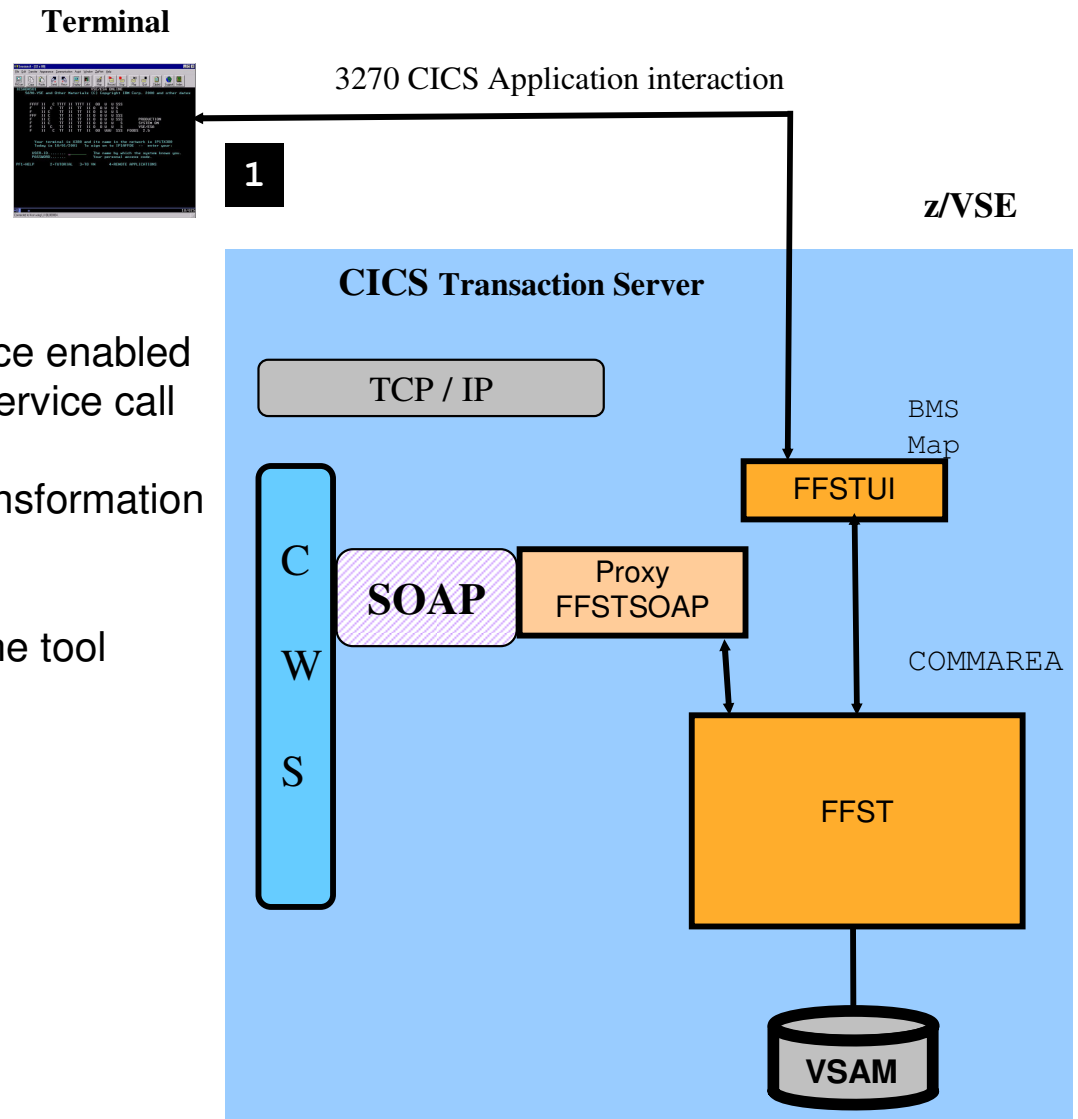 Terminal
3270 CICS Application interaction
1
z/VSE
CICS Transaction Server
ce enabled
ervice call
nsformation
ne tool
TCP / IP
BMS
Map
FFSTUI
C
W
S
SOAP
Proxy
FFSTSOAP
COMMAREA
FFST
VSAM